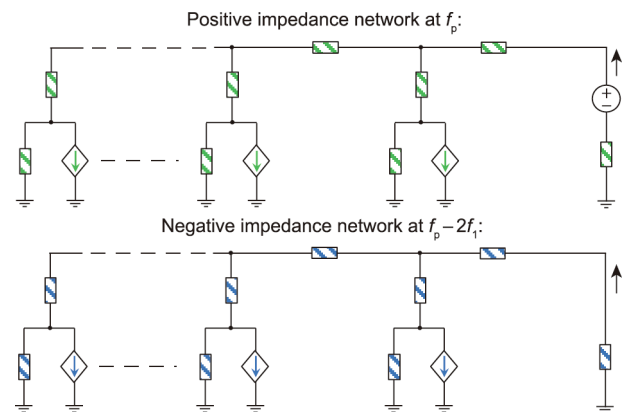 Positive impedance network at fₚ:
+
−
Negative impedance network at fₚ − 2f₁: